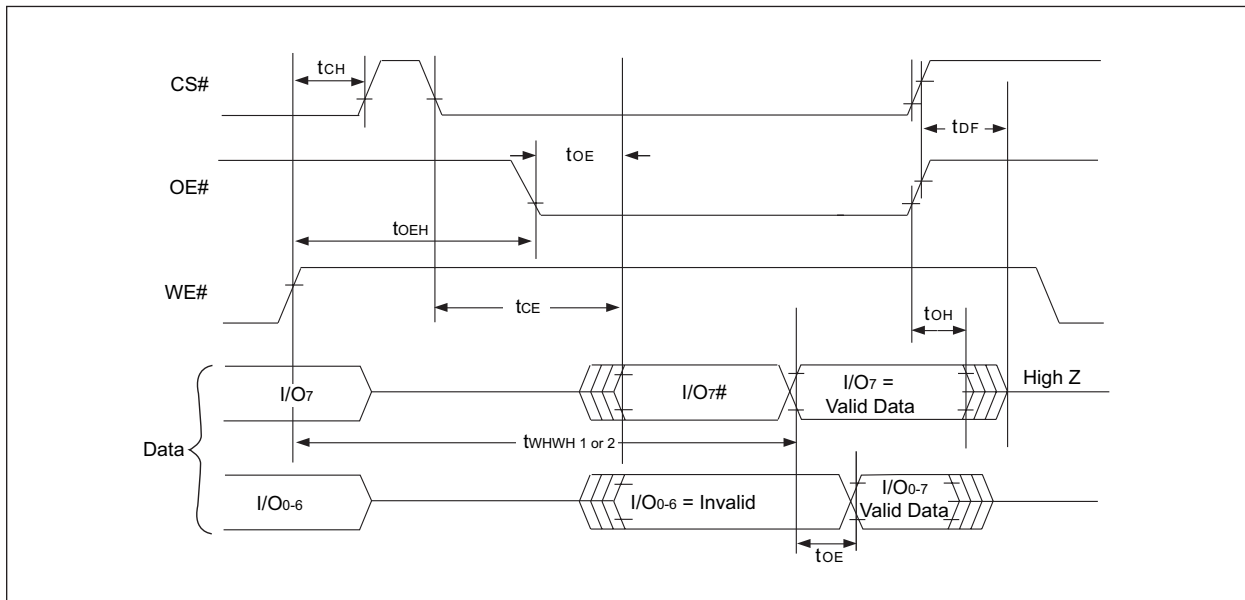 CS#
tCH
tDF
tOE
OE#
tOEH
WE#
tCE
tOH
Data
I/O7
I/O7#
I/O7 =
Valid Data
High Z
tWHWH 1 or 2
I/O0-6
I/O0-6 = Invalid
I/O0-7
Valid Data
tOE